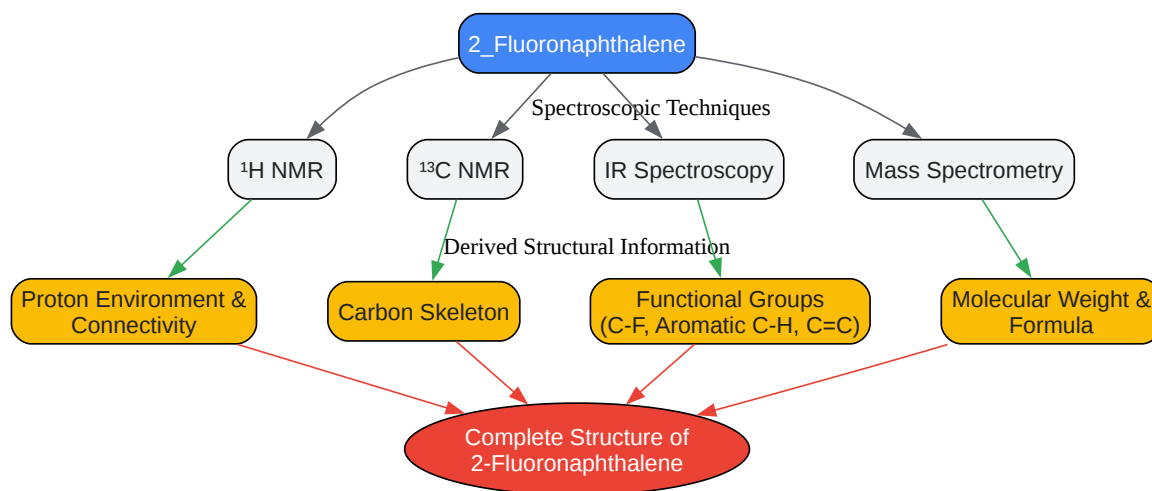 2_Fluoronaphthalene
Spectroscopic Techniques
¹H NMR
¹³C NMR
IR Spectroscopy
Mass Spectrometry
Derived Structural Information
Proton Environment &
Connectivity
Carbon Skeleton
Functional Groups
(C-F, Aromatic C-H, C=C)
Molecular Weight &
Formula
Complete Structure of
2-Fluoronaphthalene